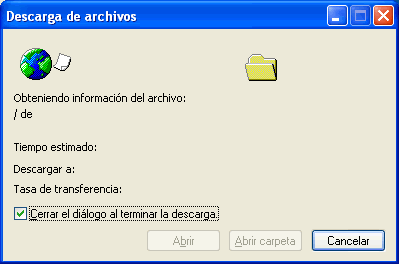 Descarga de archivos
Obteniendo información del archivo:
/ de
Tiempo estimado:
Descargar a:
Tasa de transferencia:
Cerrar el diálogo al terminar la descarga.
Abrir
Abrir carpeta
Cancelar